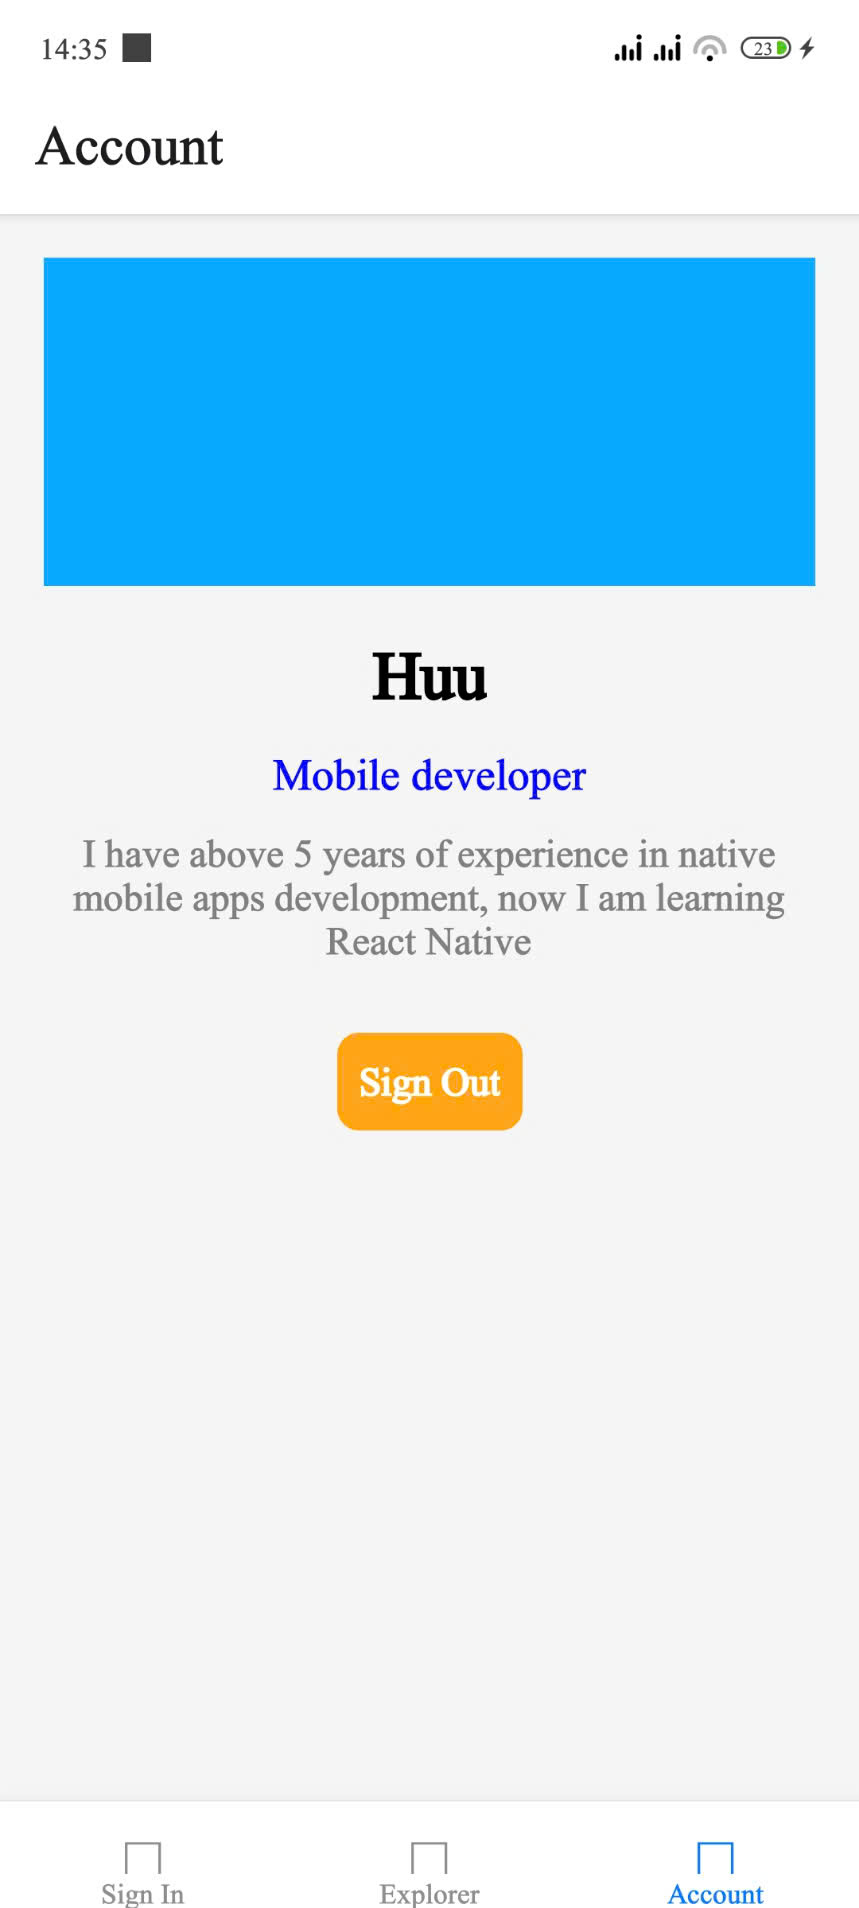 14:35
23
Account
Huu
Mobile developer
I have above 5 years of experience in native
mobile apps development, now I am learning
React Native
Sign Out
Sign In
Explorer
Account